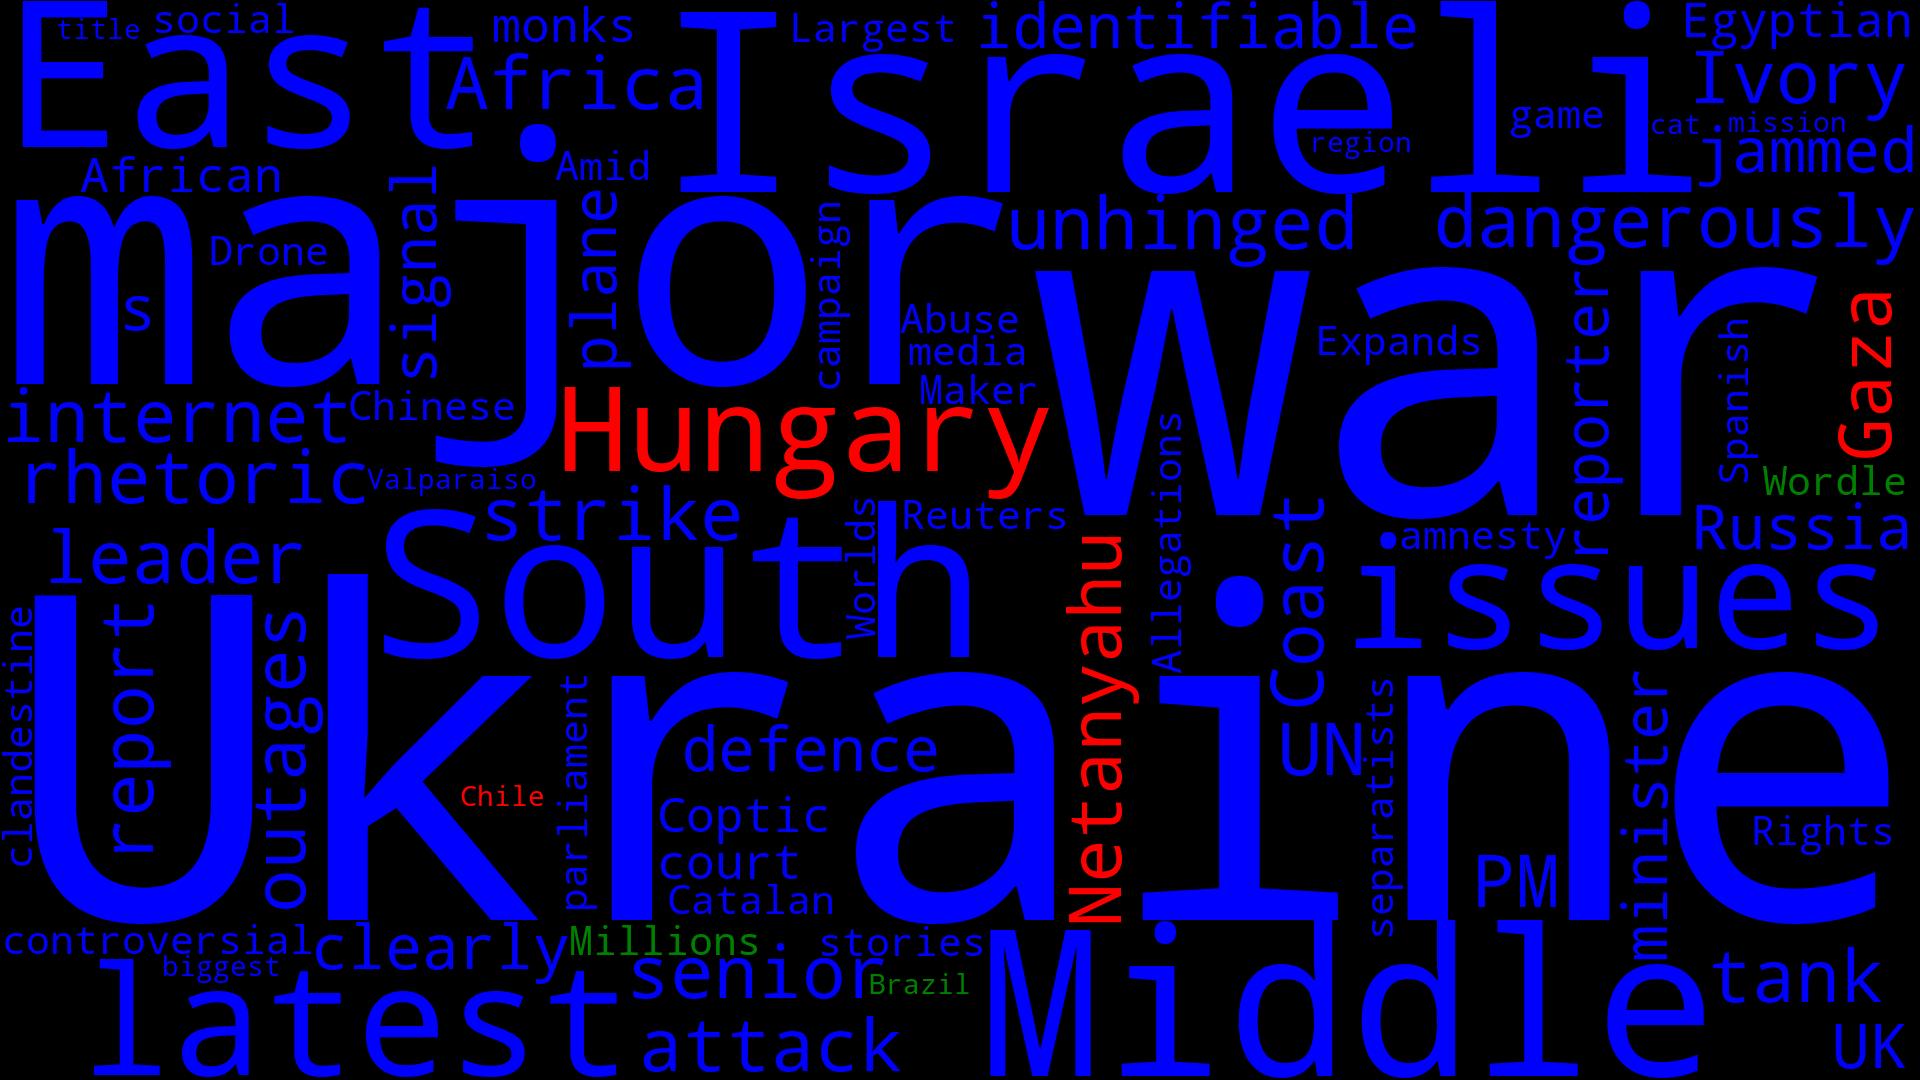 East
title
social
monks
Africa
Largest
identifiable
Israeli
Egyptian
Ivory
game
cat
mission
region
jammed
African
Amid
signal
major
Drone
s
plane
campaign
unhinged
dangerously
war
Abuse
media
Maker
Expands
reporter
Spanish
Gaza
internet
Chinese
Hungary
rhetoric
Valparaiso
strike
Worlds
Reuters
Allegations
Coast
amnesty
Wordle
Russia
leader
South
Netanyahu
issues
clandestine
Ukraine
report
outages
Chile
parliament
defence
UN
separatists
minister
Coptic
court
Catalan
PM
Rights
controversial
biggest
clearly
Millions
stories
latest
senior
Brazil
Middle
tank
attack
UK